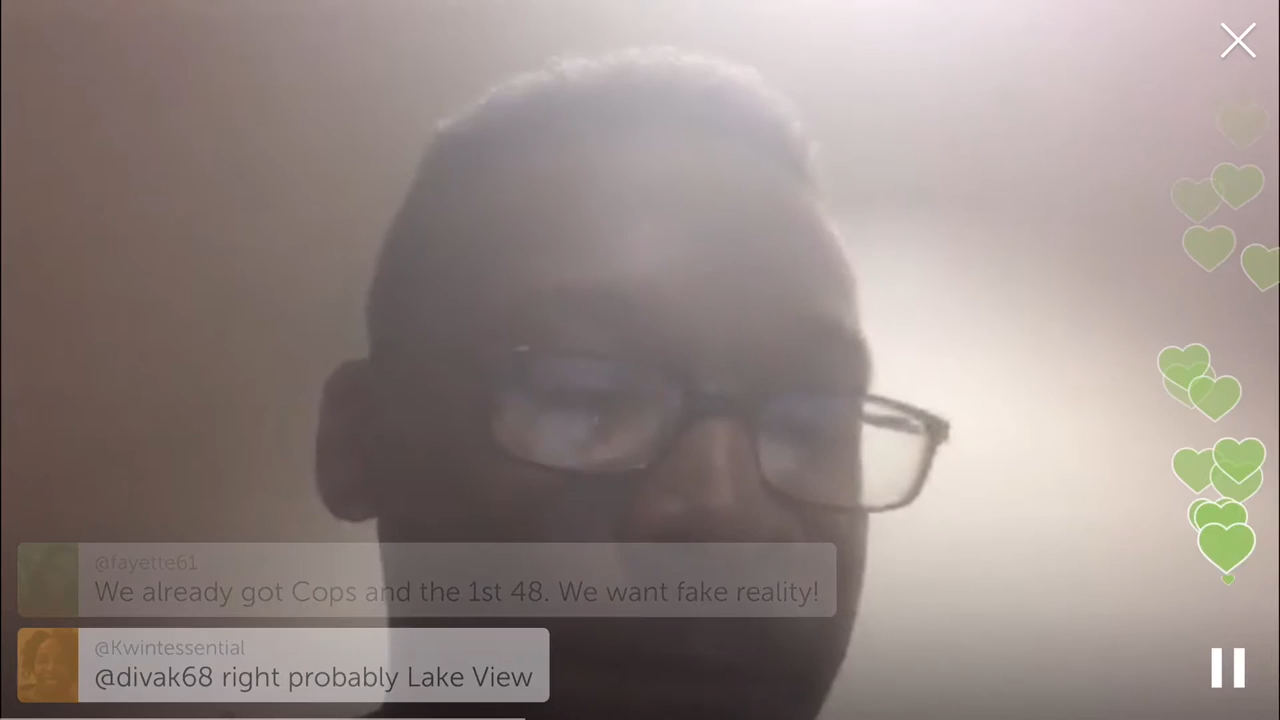 @fayette61
We already got Cops and the 1st 48. We want fake reality!
@Kwintessential
@divak68 right probably Lake View